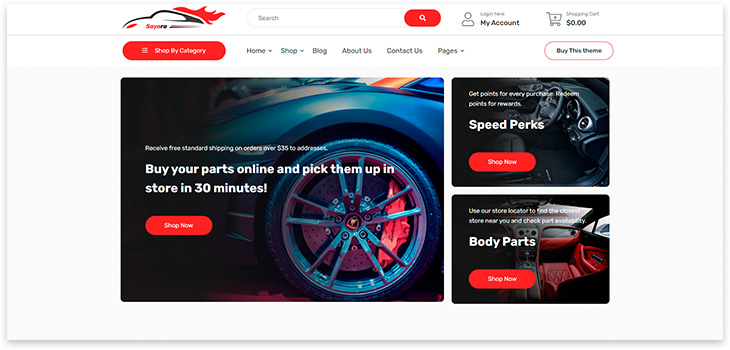 Sayara
Search
Login here
My Account
Shopping Cart
$0.00
Shop By Category
Home
Shop
Blog
About Us
Contact Us
Pages
Buy This theme
Receive free standard shipping on orders over $35 to addresses.
Buy your parts online and pick them up in
store in 30 minutes!
Shop Now
Get points for every purchase. Redeem
points for rewards.
Speed Perks
Shop Now
Use our store locator to find the closest
store near you and check part availability.
Body Parts
Shop Now